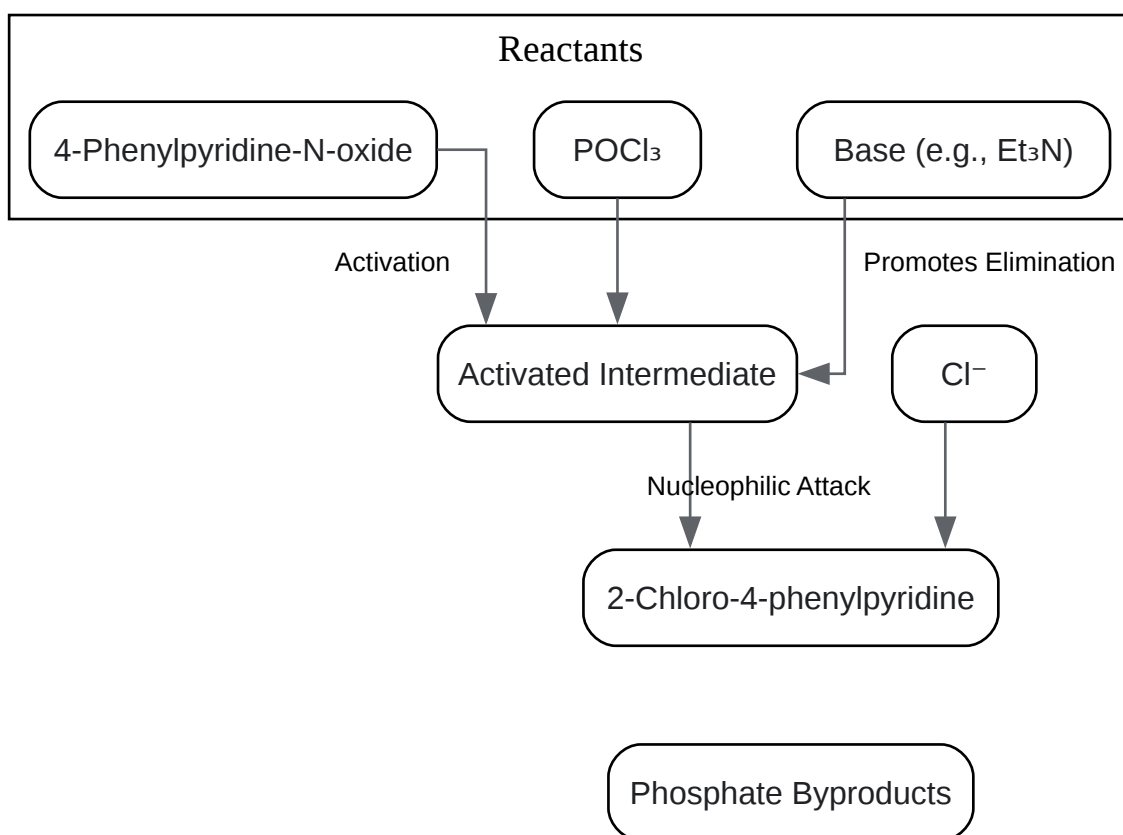 Reactants
4-Phenylpyridine-N-oxide
POCl₃
Base (e.g., Et₃N)
Activation
Promotes Elimination
Activated Intermediate
Cl⁻
Nucleophilic Attack
2-Chloro-4-phenylpyridine
Phosphate Byproducts